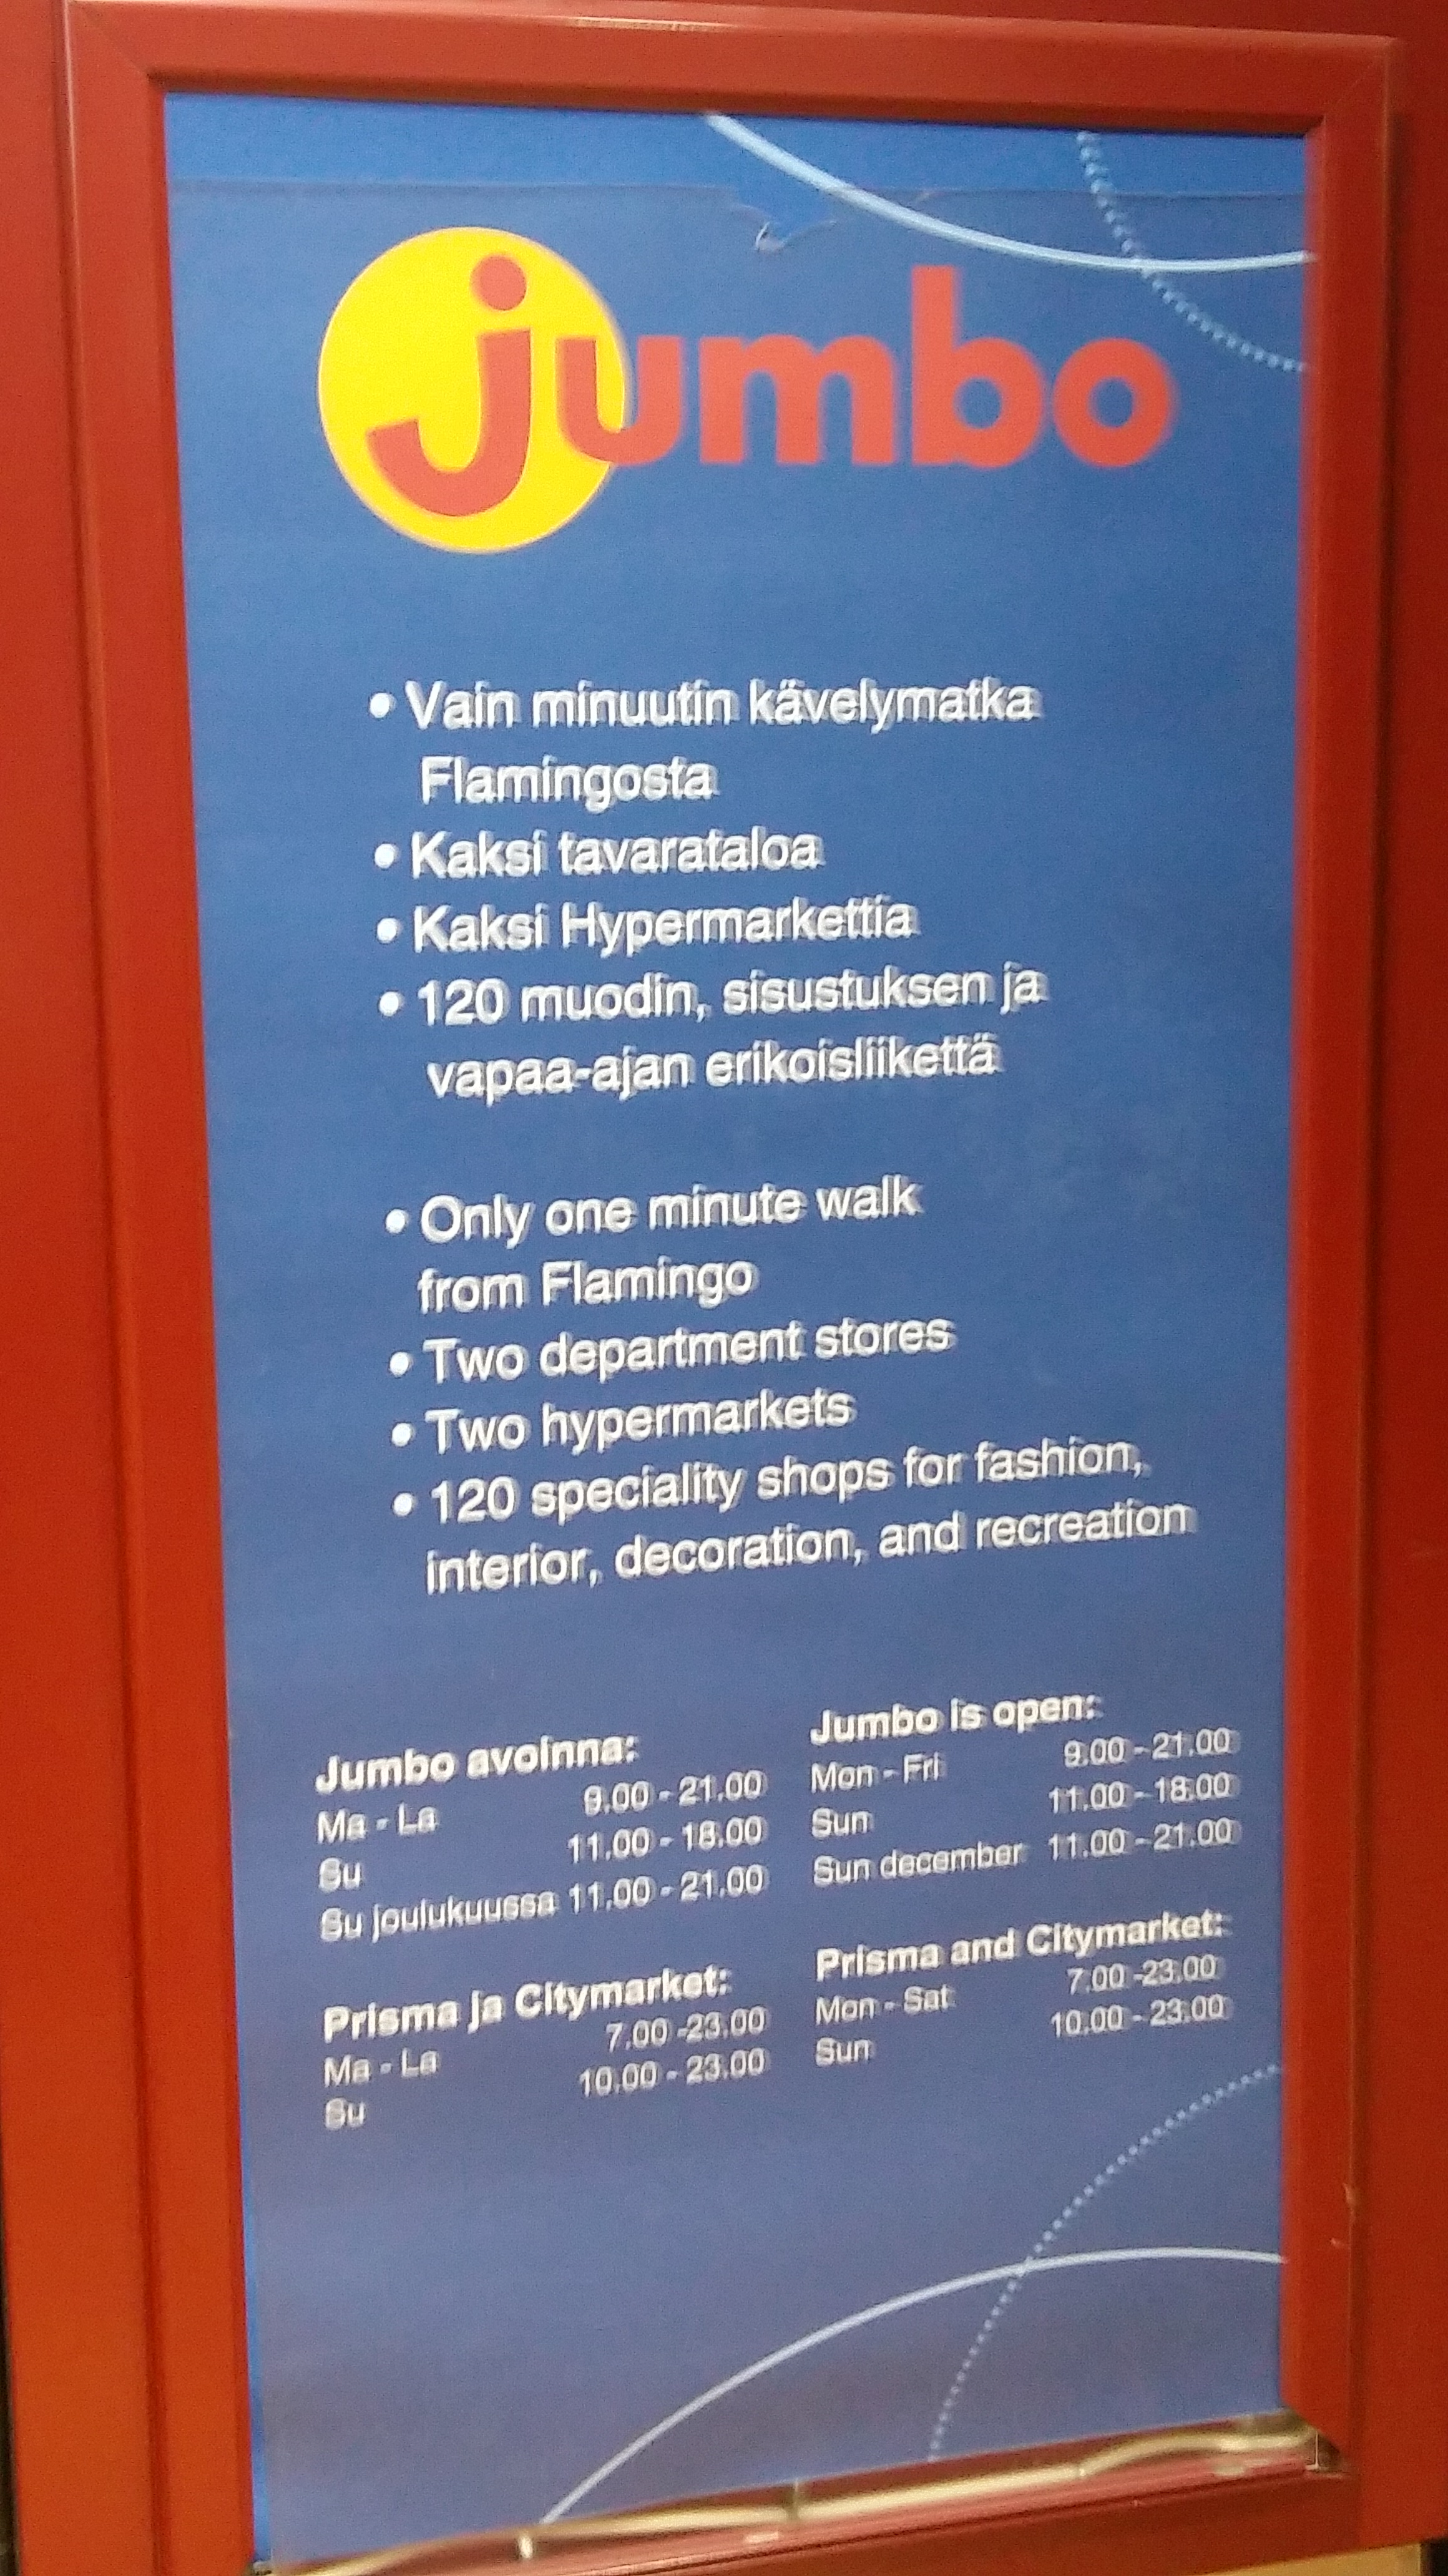 jumbo
• Vain minuutin kävelymatka
Flamingosta
• Kaksi tavarataloa
• Kaksi Hypermarkettia
• 120 muodin, sisustuksen ja
vapaa-ajan erikoisliikettä
• Only one minute walk
from Flamingo
• Two department stores
• Two hypermarkets
• 120 speciality shops for fashion,
interior, decoration, and recreation
Jumbo avoinna:
Ma - La 9.00 - 21.00
Su 11.00 - 18.00
Su joulukuussa 11.00 - 21.00
Prisma ja Citymarket:
Ma - La 7.00 -23.00
Su 10.00 - 23.00
Jumbo is open:
Mon - Fri 9.00 - 21.00
Sun 11.00 - 18.00
Sun december 11.00 - 21.00
Prisma and Citymarket:
Mon - Sat 7.00 -23.00
Sun 10.00 - 23.00